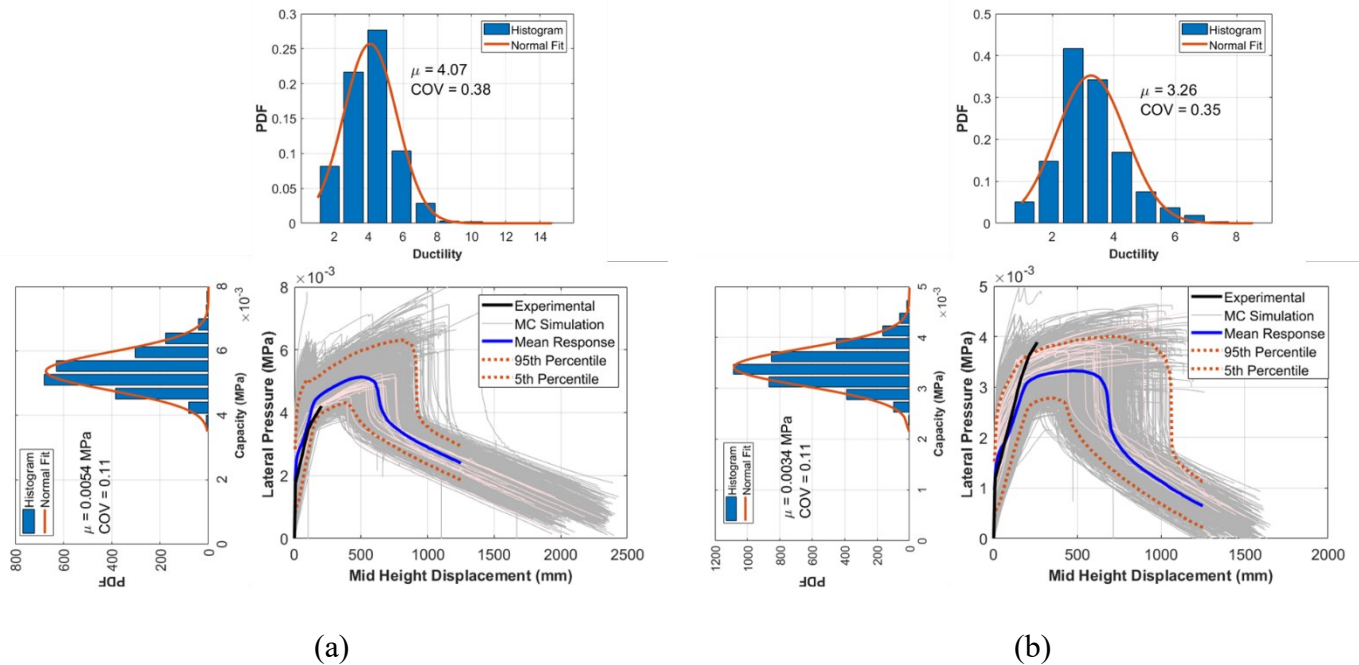 0.3
0.25
0.2
0.15
0.1
0.05
0
PDF
Histogram
Normal Fit
μ = 4.07
COV = 0.38
2 4 6 8 10 12 14
Ductility
0.5
0.4
0.3
0.2
0.1
0
PDF
Histogram
Normal Fit
μ = 3.26
COV = 0.35
2 4 6 8
Ductility
800
600
400
200
0
PDF
Histogram
Normal Fit
μ = 0.0054 MPa
COV = 0.11
0 2 4 6 8
×10-3
Capacity (MPa)
×10-3
8
6
4
2
0
Lateral Pressure (MPa)
Experimental
MC Simulation
Mean Response
95th Percentile
5th Percentile
0 500 1000 1500 2000 2500
Mid Height Displacement (mm)
1200
1000
800
600
400
200
0
PDF
Histogram
Normal Fit
μ = 0.0034 MPa
COV = 0.11
0 1 2 3 4 5
×10-3
Capacity (MPa)
×10-3
5
4
3
2
1
0
Lateral Pressure (MPa)
Experimental
MC Simulation
Mean Response
95th Percentile
5th Percentile
0 500 1000 1500 2000
Mid Height Displacement (mm)
(a)
(b)